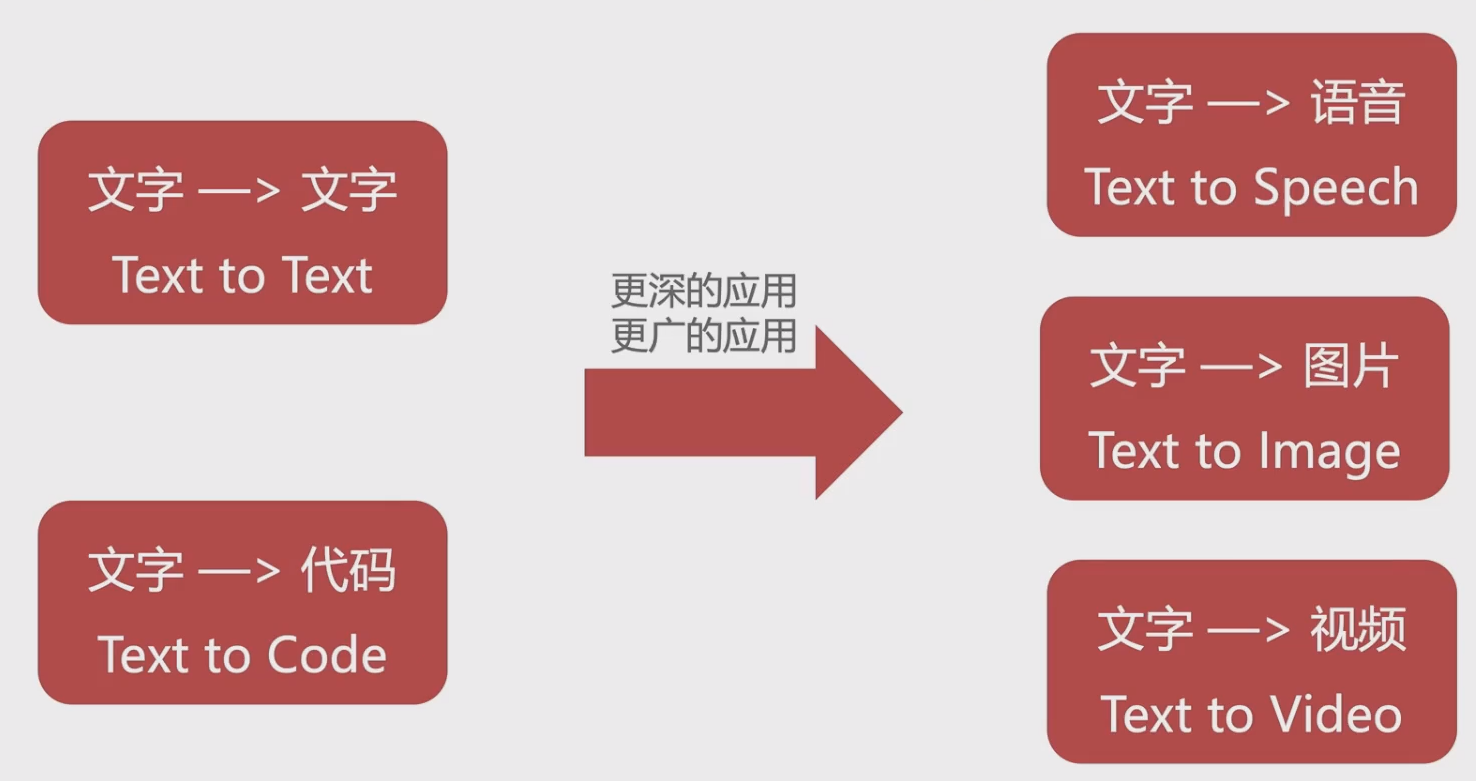 文字 —> 文字
Text to Text
文字 —> 代码
Text to Code
更深的应用
更广的应用
文字 —> 语音
Text to Speech
文字 —> 图片
Text to Image
文字 —> 视频
Text to Video